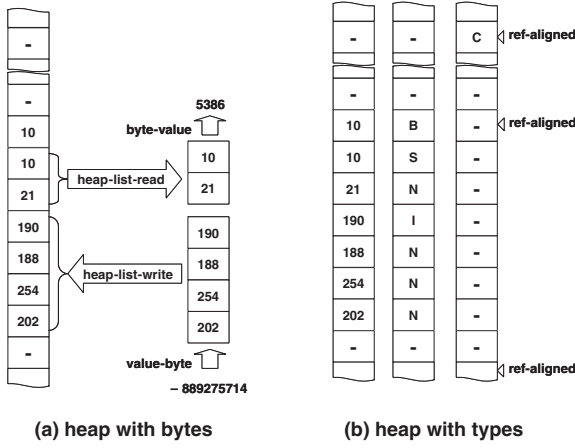 -
-
10
10
21
190
188
254
202
-
5386
byte-value
10
21
heap-list-read
190
188
254
202
heap-list-write
value-byte
– 889275714
(a) heap with bytes
- - C ref-aligned
- - -
10 B - ref-aligned
10 S -
21 N -
190 I -
188 N -
254 N -
202 N -
- - -
ref-aligned
(b) heap with types